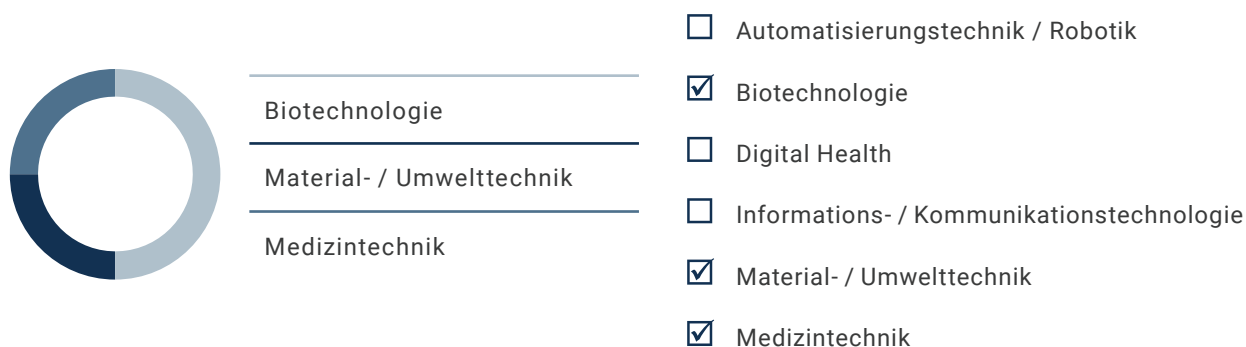 Biotechnologie
Material- / Umwelttechnik
Medizintechnik
Automatisierungstechnik / Robotik
Biotechnologie
Digital Health
Informations- / Kommunikationstechnologie
Material- / Umwelttechnik
Medizintechnik